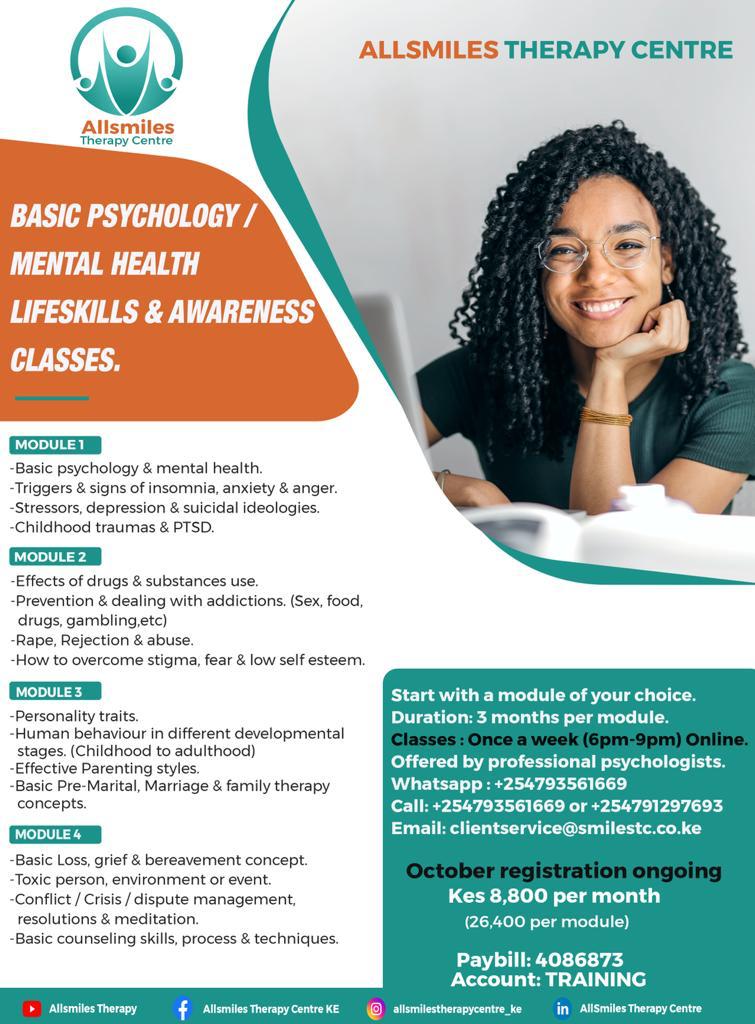 Allsmiles
Therapy Centre
ALLSMILES THERAPY CENTRE
BASIC PSYCHOLOGY /
MENTAL HEALTH
LIFESKILLS & AWARENESS
CLASSES.
MODULE 1
-Basic psychology & mental health.
-Triggers & signs of insomnia, anxiety & anger.
-Stressors, depression & suicidal ideologies.
-Childhood traumas & PTSD.
MODULE 2
-Effects of drugs & substances use.
-Prevention & dealing with addictions. (Sex, food,
drugs, gambling,etc)
-Rape, Rejection & abuse.
-How to overcome stigma, fear & low self esteem.
MODULE 3
-Personality traits.
-Human behaviour in different developmental
stages. (Childhood to adulthood)
-Effective Parenting styles.
-Basic Pre-Marital, Marriage & family therapy
concepts.
MODULE 4
-Basic Loss, grief & bereavement concept.
-Toxic person, environment or event.
-Conflict / Crisis / dispute management,
resolutions & meditation.
-Basic counseling skills, process & techniques.
Start with a module of your choice.
Duration: 3 months per module.
Classes : Once a week (6pm-9pm) Online.
Offered by professional psychologists.
Whatsapp : +254793561669
Call: +254793561669 or +254791297693
Email: clientservice@smilestc.co.ke
October registration ongoing
Kes 8,800 per month
(26,400 per module)
Paybill: 4086873
Account: TRAINING
Allsmiles Therapy
Allsmiles Therapy Centre KE
allsmilestherapycentre_ke
AllSmiles Therapy Centre